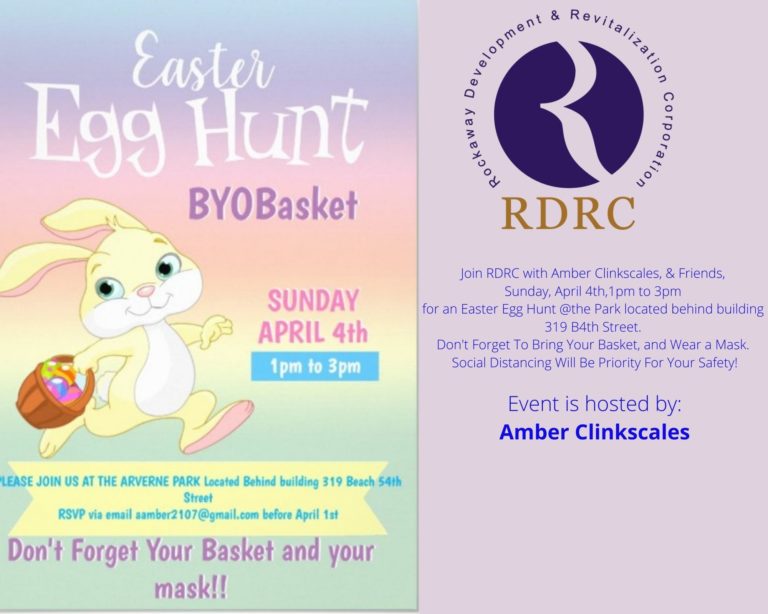 Easter
Egg Hunt
BYOBasket
SUNDAY
APRIL 4th
1pm to 3pm
PLEASE JOIN US AT THE ARVERNE PARK Located Behind building 319 Beach 54th
Street
RSVP via email aamber2107@gmail.com before April 1st
Don't Forget Your Basket and your
mask!!
Rockaway Development & Revitalization Corporation
RDRC
Join RDRC with Amber Clinkscales, & Friends,
Sunday, April 4th,1pm to 3pm
for an Easter Egg Hunt @the Park located behind building
319 B4th Street.
Don't Forget To Bring Your Basket, and Wear a Mask.
Social Distancing Will Be Priority For Your Safety!
Event is hosted by:
Amber Clinkscales